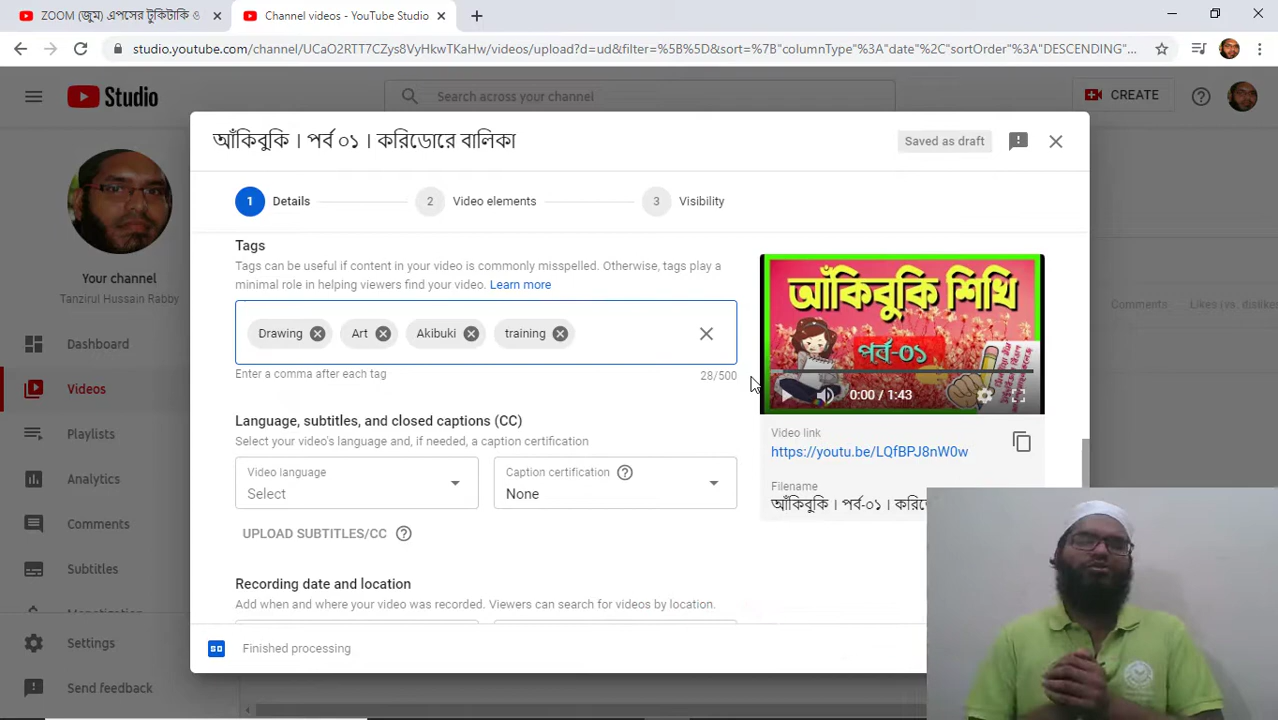 ZOOM (জুম) এপসের টুকিটাকি ও
Channel videos - YouTube Studio
studio.youtube.com/channel/UCaO2RTT7CZys8VyHkwTKaHw/videos/upload?d=ud&filter=%5B%5D&sort=%7B"columnType"%3A"date"%2C"sortOrder"%3A"DESCENDING"...
Studio
Search across your channel
CREATE
আঁকিবুকি । পর্ব ০১ । করিডোরে বালিকা
Saved as draft
1 Details
2 Video elements
3 Visibility
Your channel
Tanzirul Hussain Rabby
Dashboard
Videos
Playlists
Analytics
Comments
Subtitles
Monetization
Settings
Send feedback
Comments
Likes (vs. dislikes
Tags
Tags can be useful if content in your video is commonly misspelled. Otherwise, tags play a
minimal role in helping viewers find your video. Learn more
Drawing
Art
Akibuki
training
Enter a comma after each tag
28/500
Language, subtitles, and closed captions (CC)
Select your video's language and, if needed, a caption certification
Video language
Select
Caption certification
None
UPLOAD SUBTITLES/CC
Recording date and location
Add when and where your video was recorded. Viewers can search for videos by location.
আঁকিবুকি শিখি
পর্ব-০১
0:00 / 1:43
Video link
https://youtu.be/LQfBPJ8nW0w
Filename
আঁকিবুকি । পর্ব-০১ । করি
SD
Finished processing